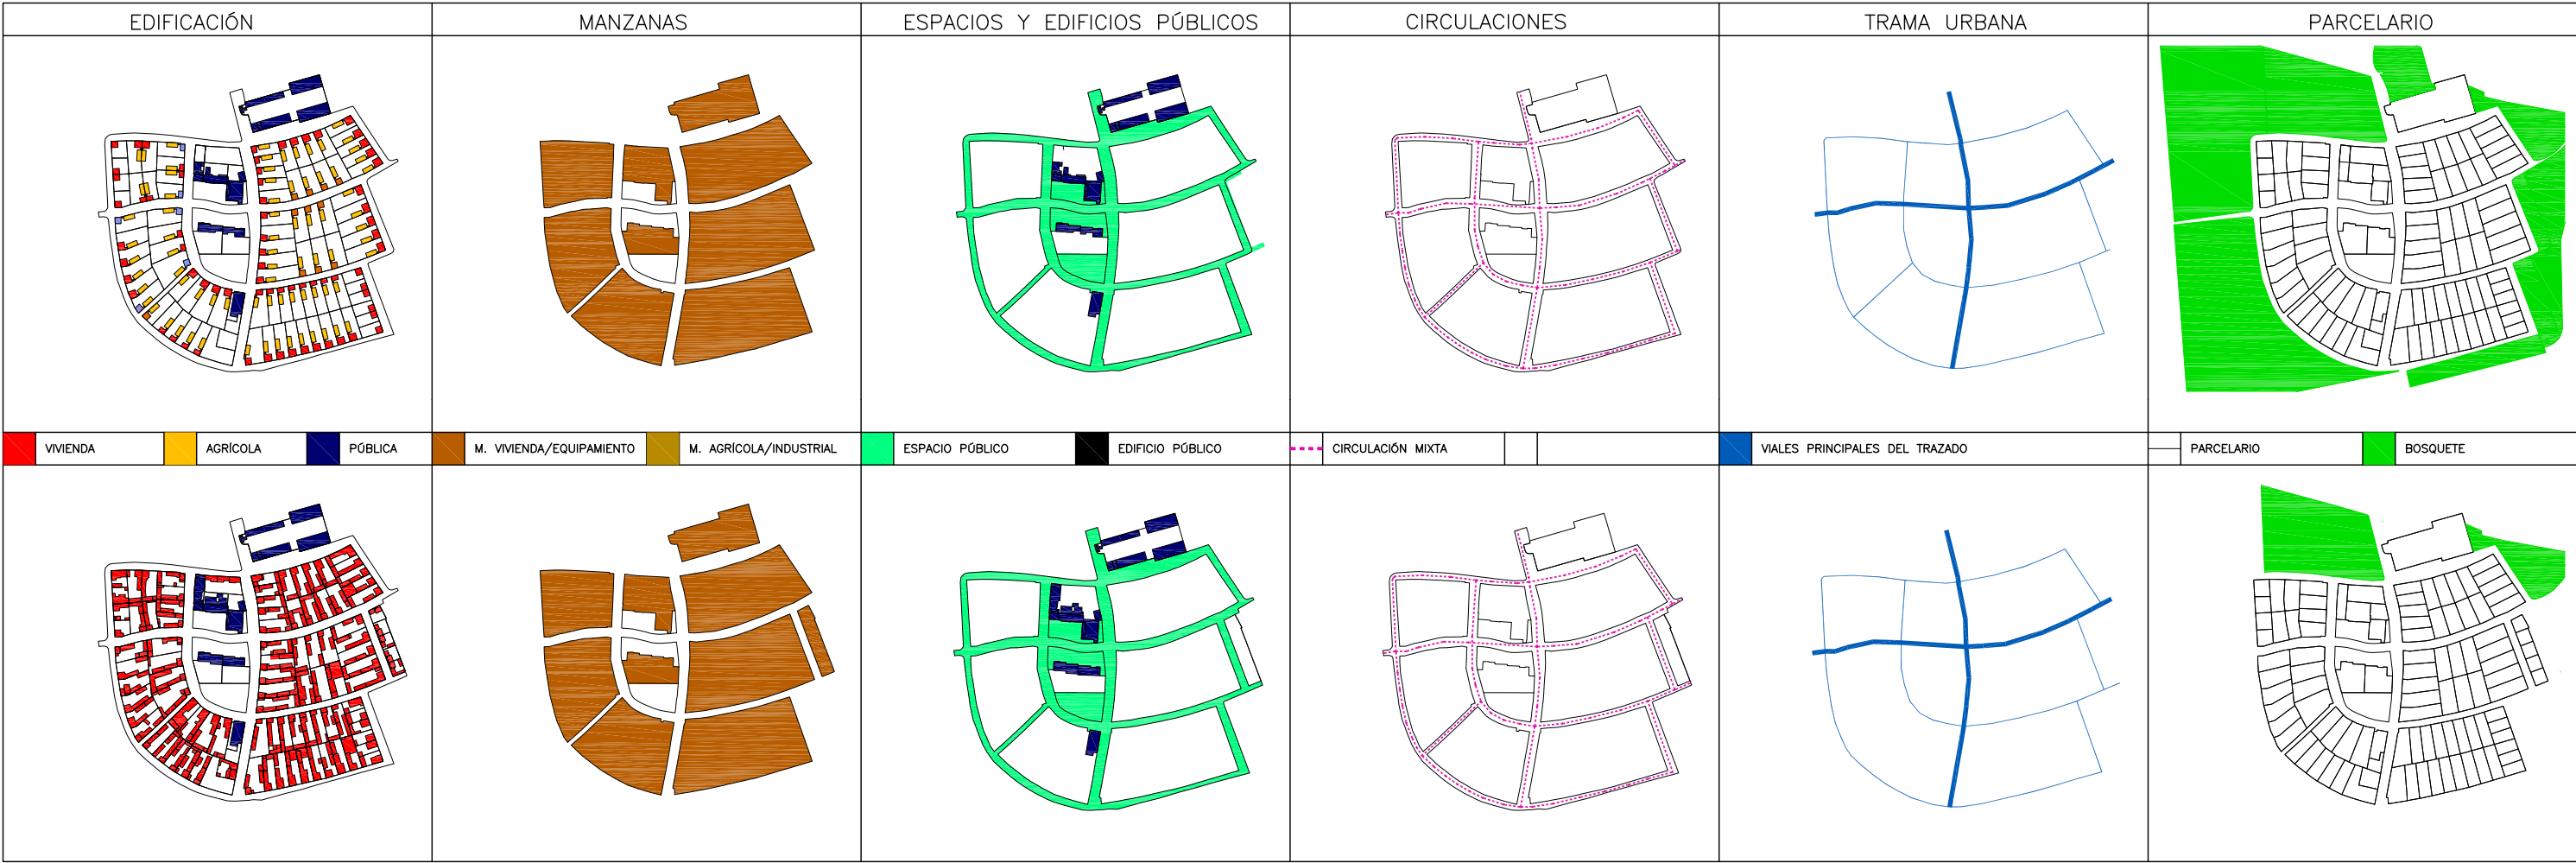 EDIFICACIÓN
MANZANAS
ESPACIOS Y EDIFICIOS PÚBLICOS
CIRCULACIONES
TRAMA URBANA
PARCELARIO
VIVIENDA
AGRÍCOLA
PÚBLICA
M. VIVIENDA/EQUIPAMIENTO
M. AGRÍCOLA/INDUSTRIAL
ESPACIO PÚBLICO
EDIFICIO PÚBLICO
CIRCULACIÓN MIXTA
VIALES PRINCIPALES DEL TRAZADO
PARCELARIO
BOSQUETE